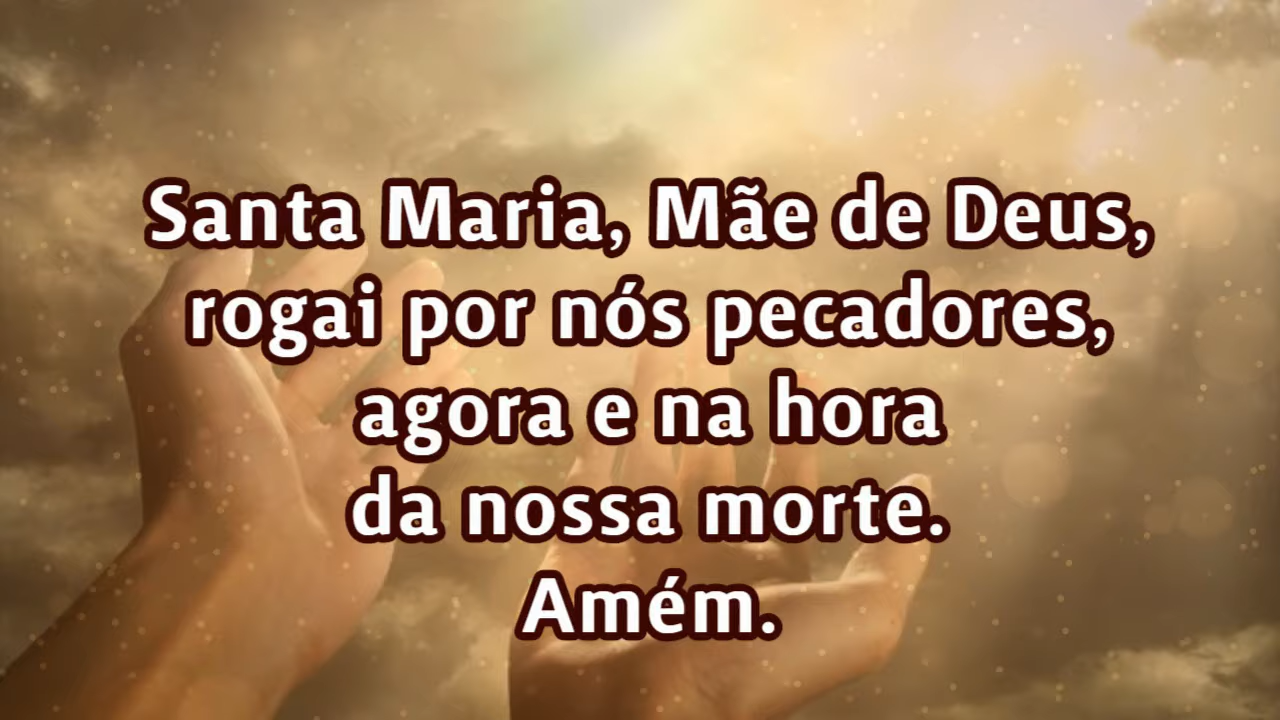 Santa Maria, Mãe de Deus,
rogai por nós pecadores,
agora e na hora
da nossa morte.
Amém.